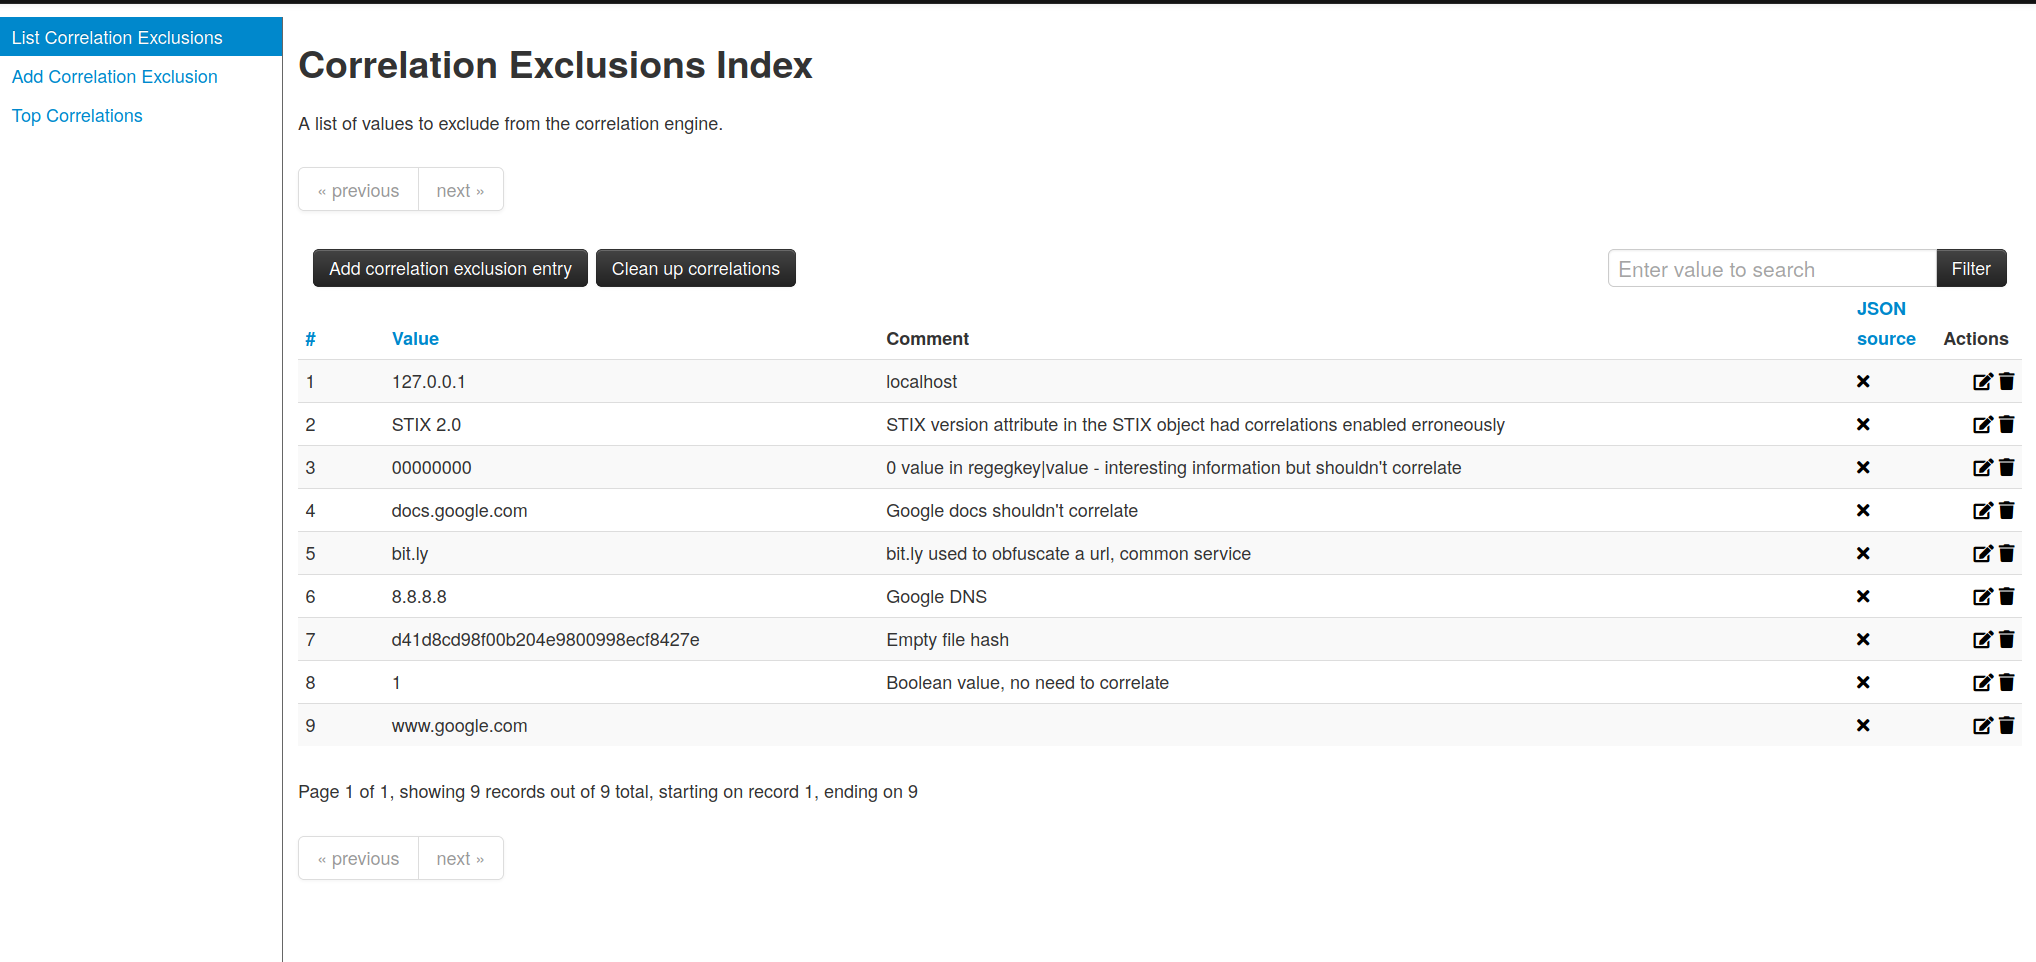 List Correlation Exclusions
Add Correlation Exclusion
Top Correlations
Correlation Exclusions Index
A list of values to exclude from the correlation engine.
« previous next »
Add correlation exclusion entry Clean up correlations Enter value to search Filter
# Value Comment JSON source Actions
1 127.0.0.1 localhost
2 STIX 2.0 STIX version attribute in the STIX object had correlations enabled erroneously
3 00000000 0 value in regegkey|value - interesting information but shouldn't correlate
4 docs.google.com Google docs shouldn't correlate
5 bit.ly bit.ly used to obfuscate a url, common service
6 8.8.8.8 Google DNS
7 d41d8cd98f00b204e9800998ecf8427e Empty file hash
8 1 Boolean value, no need to correlate
9 www.google.com
Page 1 of 1, showing 9 records out of 9 total, starting on record 1, ending on 9
« previous next »